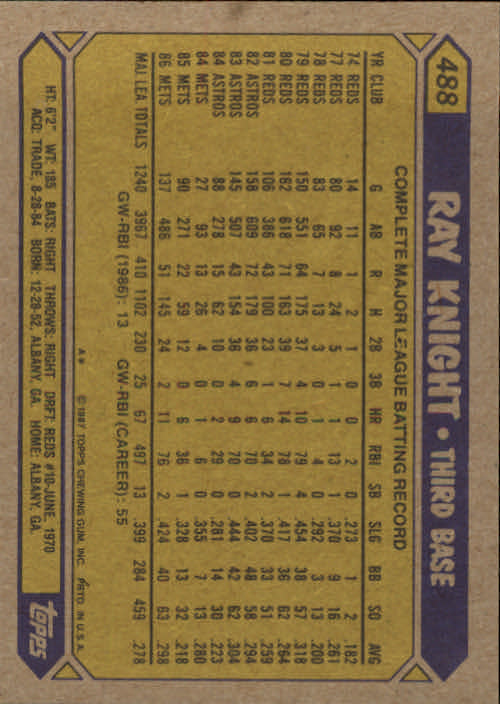 488 RAY KNIGHT • THIRD BASE
COMPLETE MAJOR LEAGUE BATTING RECORD
YR CLUB G AB R H 2B 3B HR RBI SB SLG BB SO AVG
74 REDS 14 11 1 2 1 0 0 2 0 .273 1 2 .182
77 REDS 80 92 8 24 5 1 1 13 1 .370 9 16 .261
78 REDS 83 65 7 13 3 0 1 4 0 .292 3 13 .200
79 REDS 150 551 64 175 37 4 10 79 4 .454 38 57 .318
80 REDS 162 618 71 163 39 7 14 78 1 .417 36 62 .264
81 REDS 106 386 43 100 23 1 6 34 2 .370 33 51 .259
82 ASTROS 158 609 72 179 36 6 6 70 2 .402 48 58 .294
83 ASTROS 145 507 43 154 36 4 9 70 0 .444 42 62 .304
84 ASTROS 88 278 15 62 10 0 2 29 0 .281 14 30 .223
84 METS 27 93 13 26 4 0 1 6 0 .355 7 13 .280
85 METS 90 271 22 59 12 0 6 36 1 .328 13 32 .218
86 METS 137 486 51 145 24 2 11 76 2 .424 40 63 .298
MAJ. LEA. TOTALS 1240 3967 410 1102 230 25 67 497 13 .399 284 459 .278
GW-RBI (1986): 13 GW-RBI (CAREER): 55
A* © 1987 TOPPS CHEWING GUM, INC. PRTD. IN U.S.A.
HT: 6'2" WT: 185 BATS: RIGHT THROWS: RIGHT DRFT: REDS #10-JUNE, 1970
ACQ: TRADE, 8-28-84 BORN: 12-28-52, ALBANY, GA. HOME: ALBANY, GA.
topps